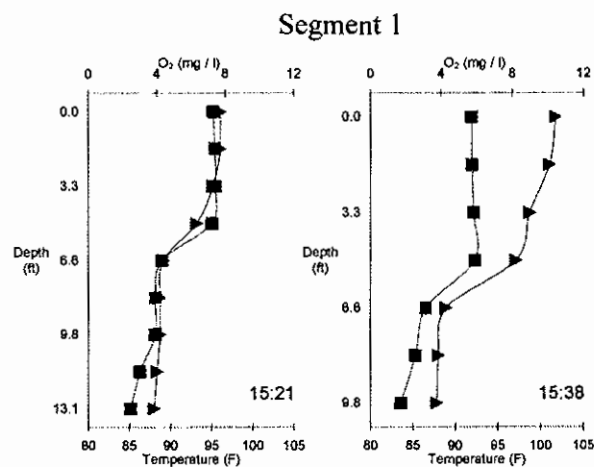 Segment 1
O₂ (mg / l)
0 4 8 12
0.0
3.3
Depth
(ft)
6.6
9.8
13.1
15:21
80 85 90 95 100 105
Temperature (F)
O₂ (mg / l)
0 4 8 12
0.0
3.3
Depth
(ft)
6.6
9.8
15:38
80 85 90 95 100 105
Temperature (F)